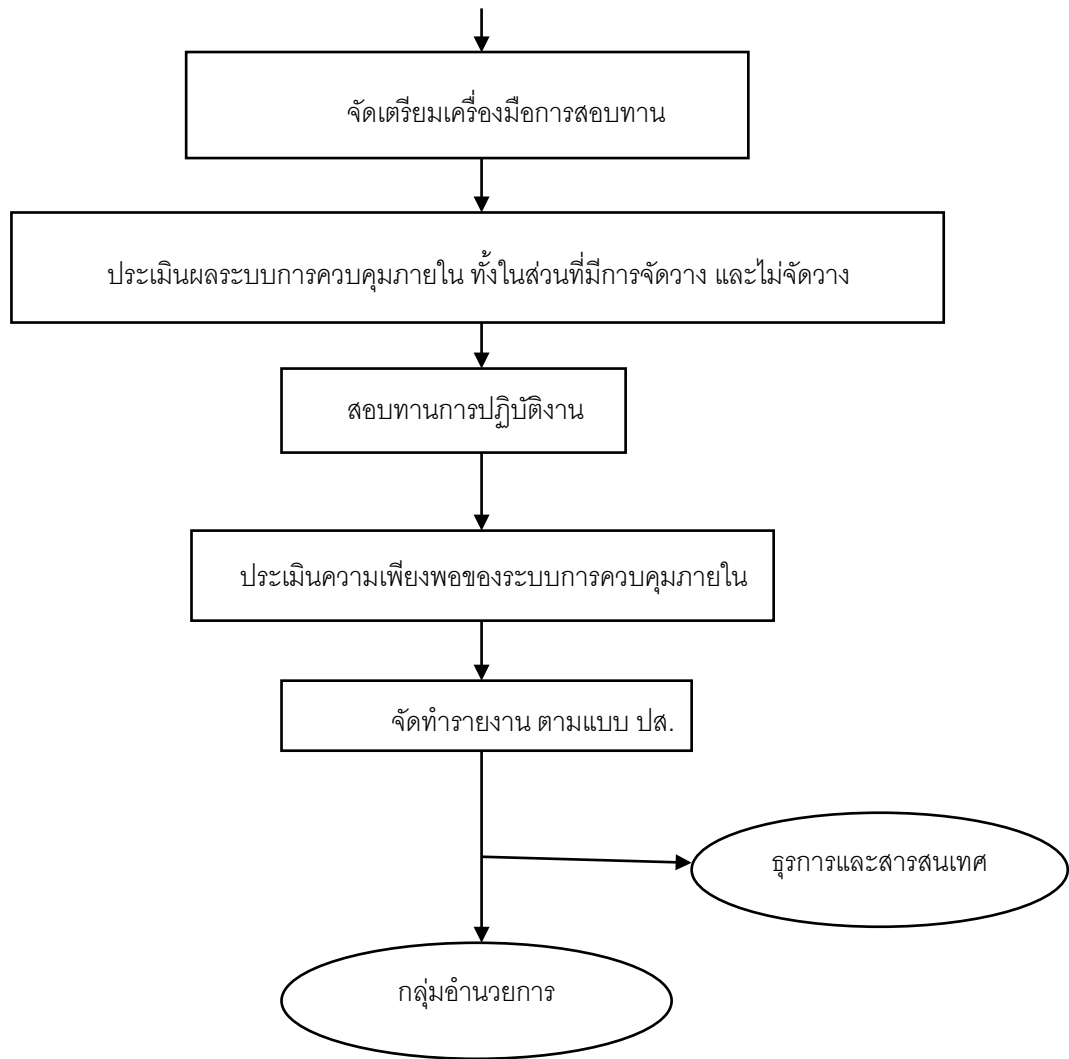 จัดเตรียมเครื่องมือการสอบทาน
ประเมินผลระบบการควบคุมภายใน ทั้งในส่วนที่มีการจัดวาง และไม่จัดวาง
สอบทานการปฏิบัติงาน
ประเมินความเพียงพอของระบบการควบคุมภายใน
จัดทำรายงาน ตามแบบ ปส.
ธุรการและสารสนเทศ
กลุ่มอำนวยการ